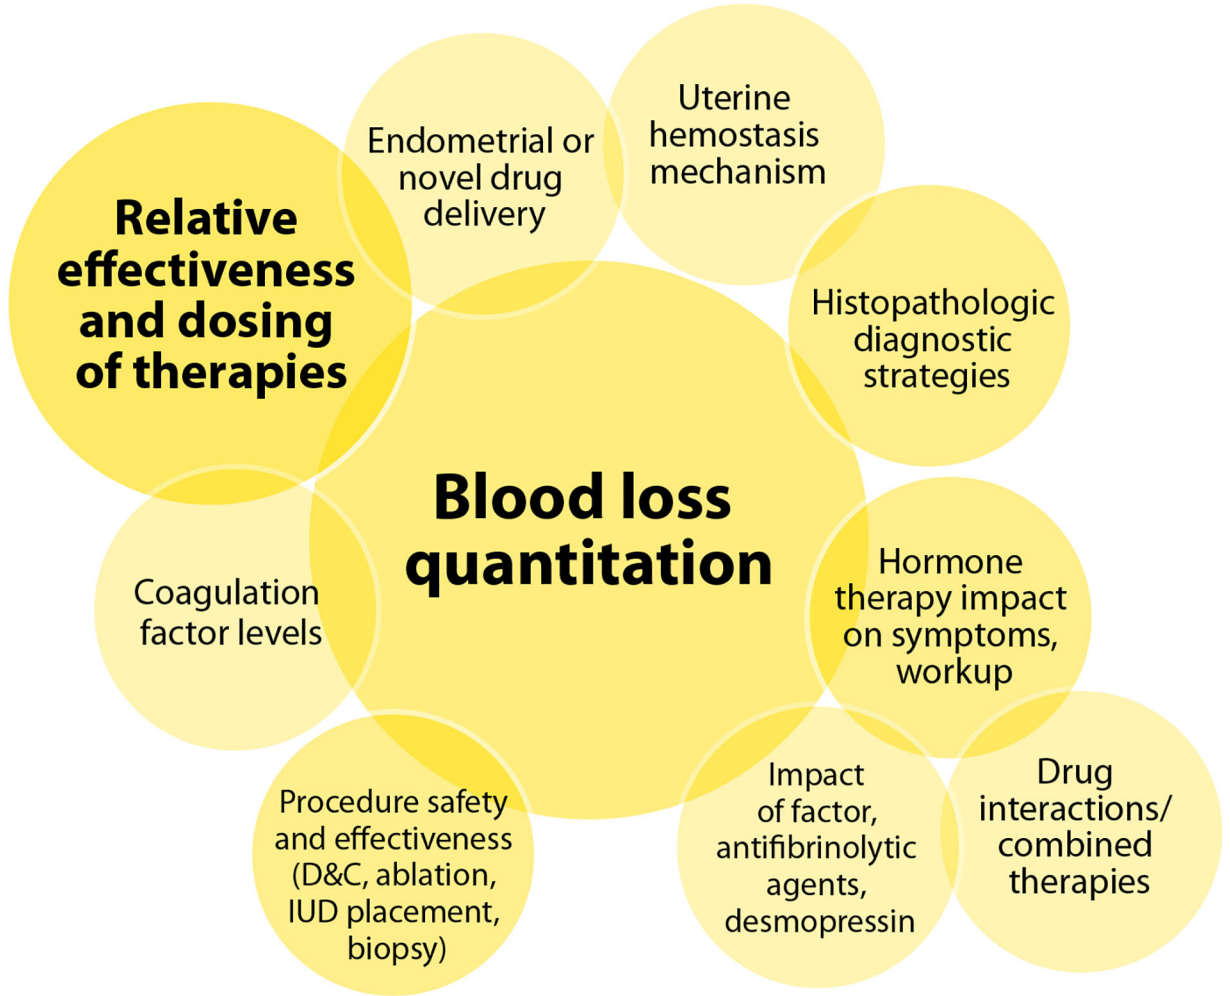 Uterine
hemostasis
mechanism
Endometrial or
novel drug
delivery
Relative
effectiveness
and dosing
of therapies
Histopathologic
diagnostic
strategies
Blood loss
quantitation
Hormone
therapy impact
on symptoms,
workup
Coagulation
factor levels
Drug
interactions/
combined
therapies
Impact
of factor,
antifibrinolytic
agents,
desmopressin
Procedure safety
and effectiveness
(D&C, ablation,
IUD placement,
biopsy)